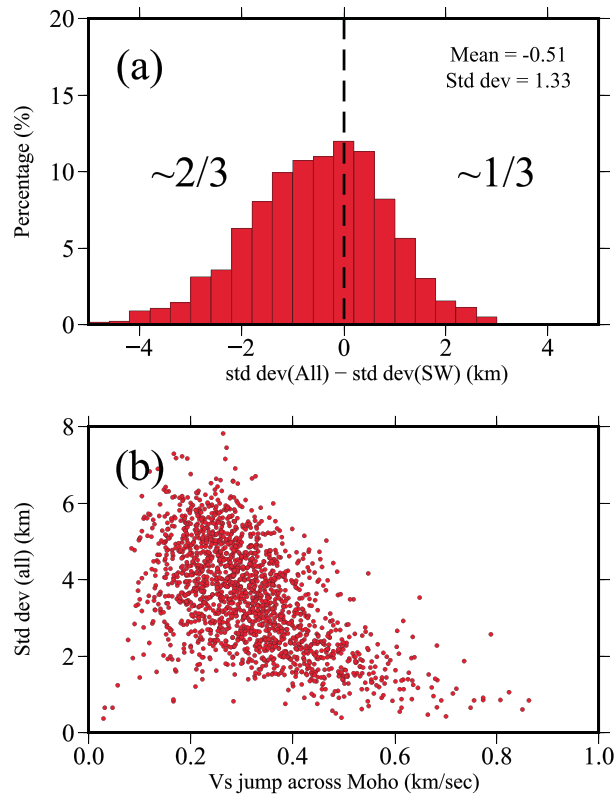 20
15
10
5
0
Percentage (%)
(a)
Mean = -0.51
Std dev = 1.33
~2/3
~1/3
−4
−2
0
2
4
std dev(All) − std dev(SW) (km)
8
6
4
2
0
Std dev (all) (km)
(b)
0.0
0.2
0.4
0.6
0.8
1.0
Vs jump across Moho (km/sec)